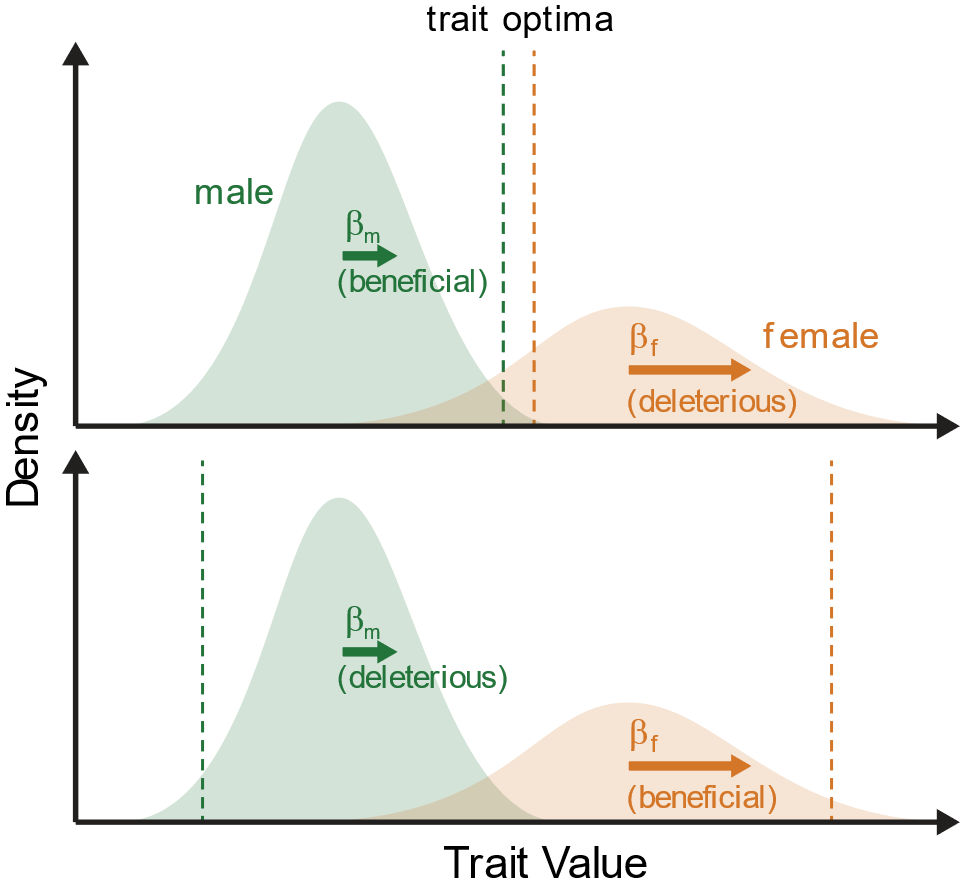 trait optima
male
βm
(beneficial)
βf
female
(deleterious)
Density
βm
(deleterious)
βf
(beneficial)
Trait Value